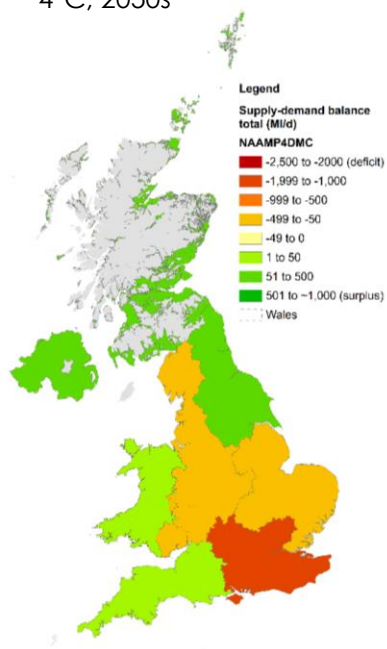 4°C, 2050s
Legend
Supply-demand balance
total (Ml/d)
NAAMP4DMC
-2,500 to -2000 (deficit)
-1,999 to -1,000
-999 to -500
-499 to -50
-49 to 0
1 to 50
51 to 500
501 to ~1,000 (surplus)
Wales